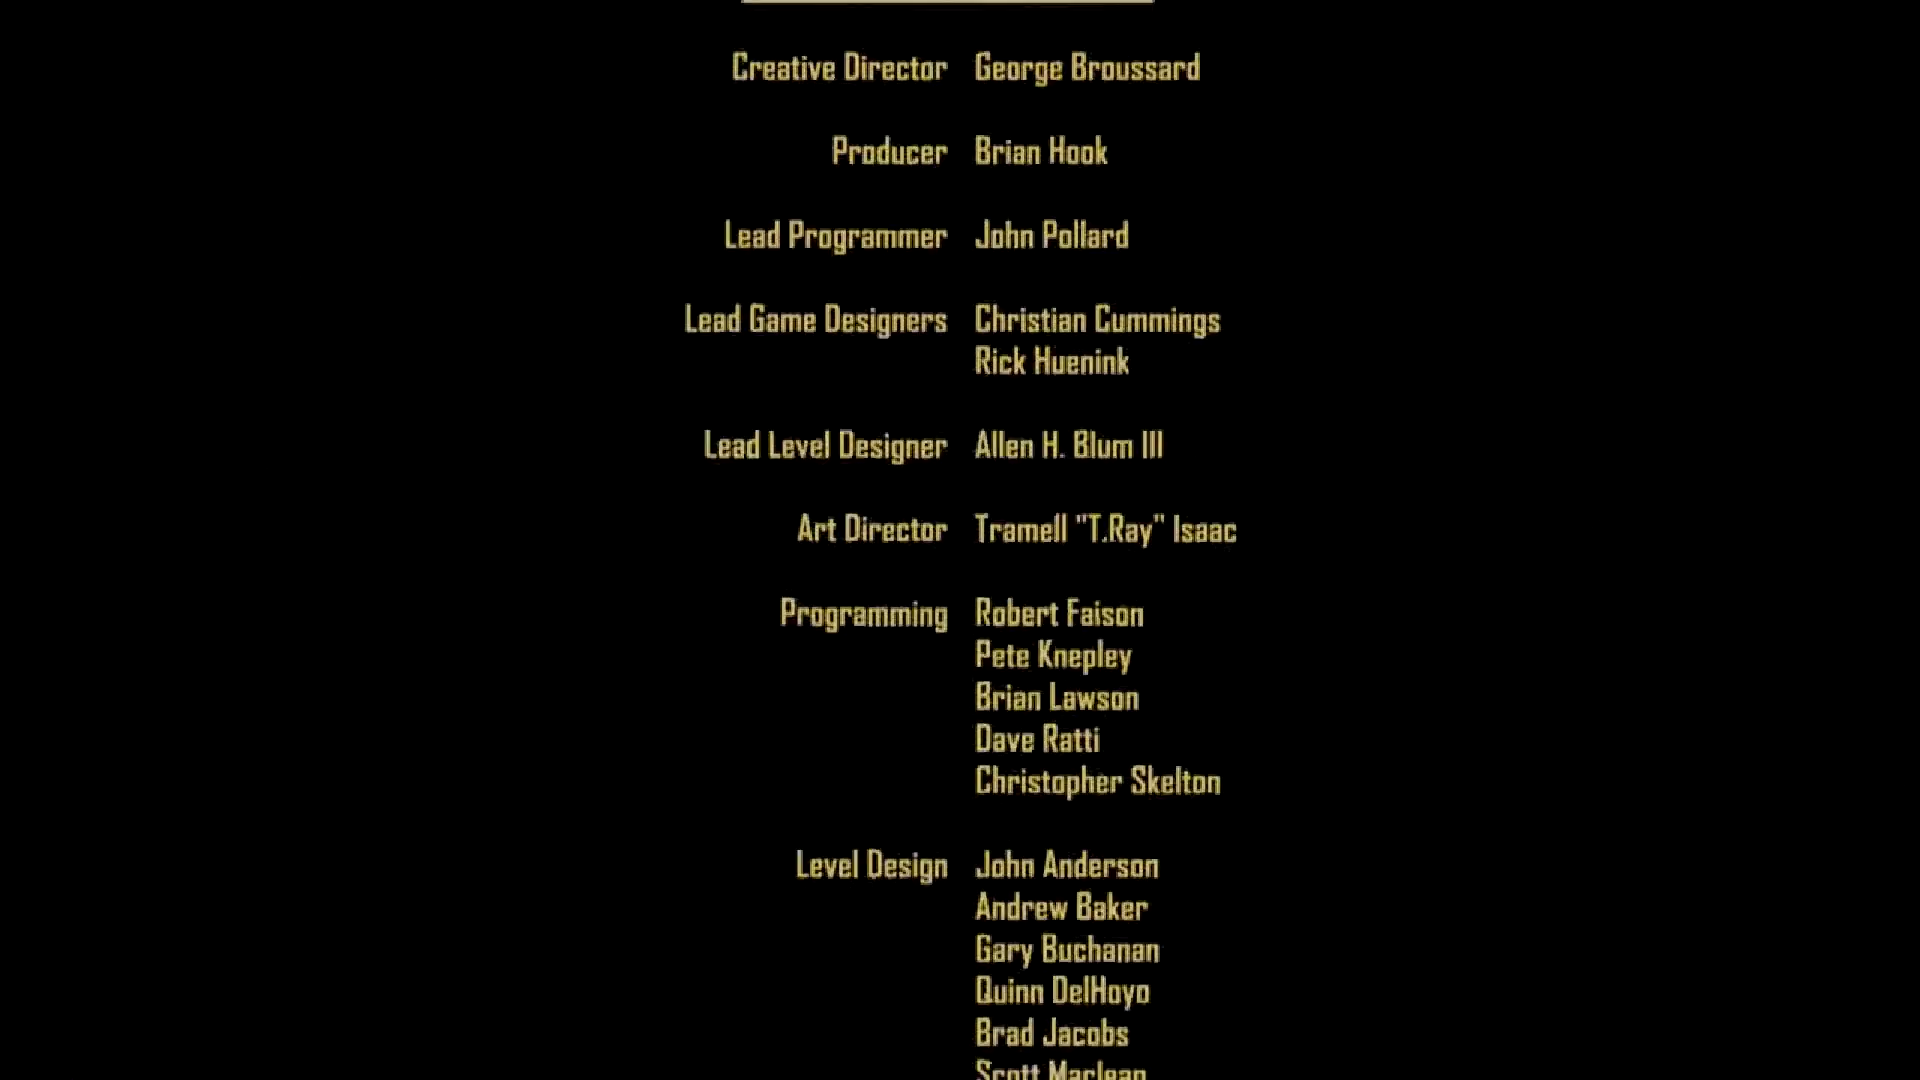 Creative Director George Broussard
Producer Brian Hook
Lead Programmer John Pollard
Lead Game Designers Christian Cummings
Rick Huenink
Lead Level Designer Allen H. Blum III
Art Director Tramell "T.Ray" Isaac
Programming Robert Faison
Pete Knepley
Brian Lawson
Dave Ratti
Christopher Skelton
Level Design John Anderson
Andrew Baker
Gary Buchanan
Quinn DelHoyo
Brad Jacobs
Scott Maclean